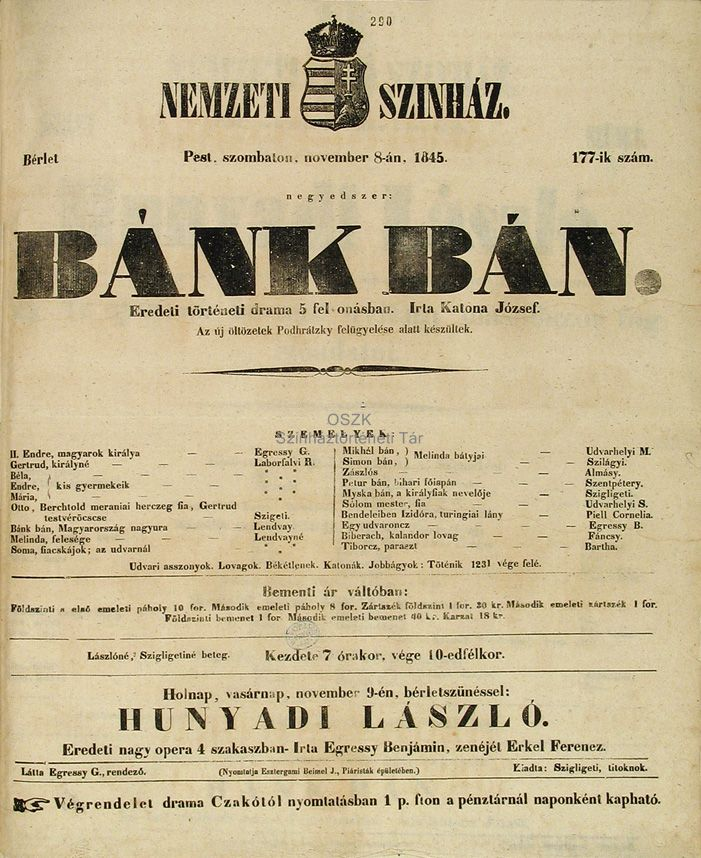 290
NEMZETI SZINHÁZ.
Bérlet Pest, szombaton, november 8-án, 1845. 177-ik szám.
negyedszer:
BÁNK BÁN.
Eredeti történeti drama 5 fel onásban. Irta Katona József.
Az új öltözetek Podhrátzky felügyelése alatt készültek.
OSZK
Színháztörténeti Tár
SZEMÉLYEK:
II. Endre, magyarok királya — — Egressy G.
Gertrud, királyné — — — — Laborfalvi R.
Béla,
Endre, kis gyermekeik — —
Mária,
Otto, Berchtold meraniai herczeg fia, Gertrud
testvéröcscse Szigeti.
Bánk bán, Magyarország nagyura — — Lendvay.
Melinda, felesége — — — — Lendvayné
Soma, fiacskájok; az udvarnál
Mikhél bán, ) Melinda bátyjai — Udvarhelyi M.
Simon bán, ) — — Szilágyi.
Zászlós — — — — — Almásy.
Petur bán, bihari főispán — — — Szentpétery.
Myska bán, a királyfiak nevelője — — Szigligeti.
Sólom mester, fia — — — Udvarhelyi S.
Bendeleiben Izidóra, turingiai lány — — Piell Cornelia.
Egy udvaroncz — — — — Egressy B.
Biberach, kalandor lovag — — — Fáncsy.
Tiborcz, paraszt — — — — Bartha.
Udvari asszonyok. Lovagok. Békétlenek. Katonák. Jobbágyok: Töténik 1231 vége felé.
Bementi ár váltóban:
Földszinti s első emeleti páholy 10 for. Második emeleti páholy 8 for. Zártszék földszint 1 for. 30 kr. Második emeleti zártszék 1 for.
Földszinti bemenet 1 for. Második emeleti bemenet 40 kr. Karzat 18 kr.
Lászlóné, Szigligetiné beteg. Kezdete 7 órakor, vége 10-edfélkor.
Holnap, vasárnap, november 9-én, bérletszünéssel:
HUNYADI LÁSZLÓ.
Eredeti nagy opera 4 szakaszban- Irta Egressy Benjámin, zenéjét Erkel Ferencz.
Látta Egressy G., rendező. (Nyomtatja Esztergami Beimel J., Piáristák épületében.) Kiadta: Szigligeti, titoknok.
Végrendelet drama Czakótól nyomtatásban 1 p. fton a pénztárnál naponként kapható.